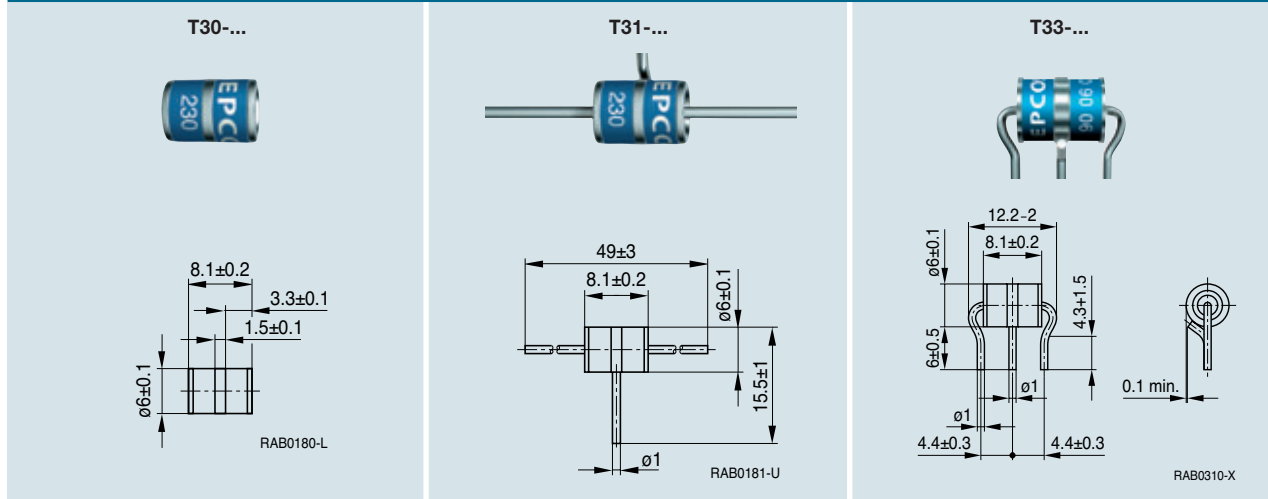 T30-...
EPCO
230
8.1±0.2
3.3±0.1
1.5±0.1
ø6±0.1
RAB0180-L
T31-...
EPCO
230
49±3
8.1±0.2
ø6±0.1
15.5±1
ø1
RAB0181-U
T33-...
EPCO
90 06
12.2-2
8.1±0.2
ø6±0.1
6±0.5
4.3+1.5
ø1
ø1
4.4±0.3
4.4±0.3
0.1 min.
RAB0310-X